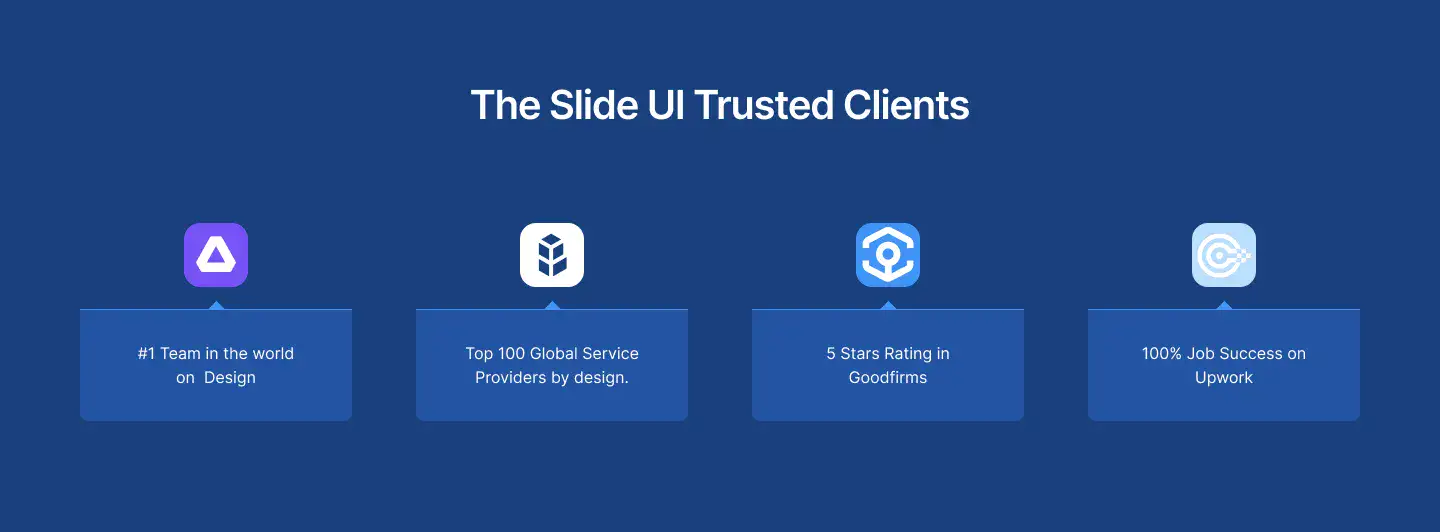 The Slide UI Trusted Clients
#1 Team in the world
on  Design
Top 100 Global Service
Providers by design.
5 Stars Rating in
Goodfirms
100% Job Success on
Upwork